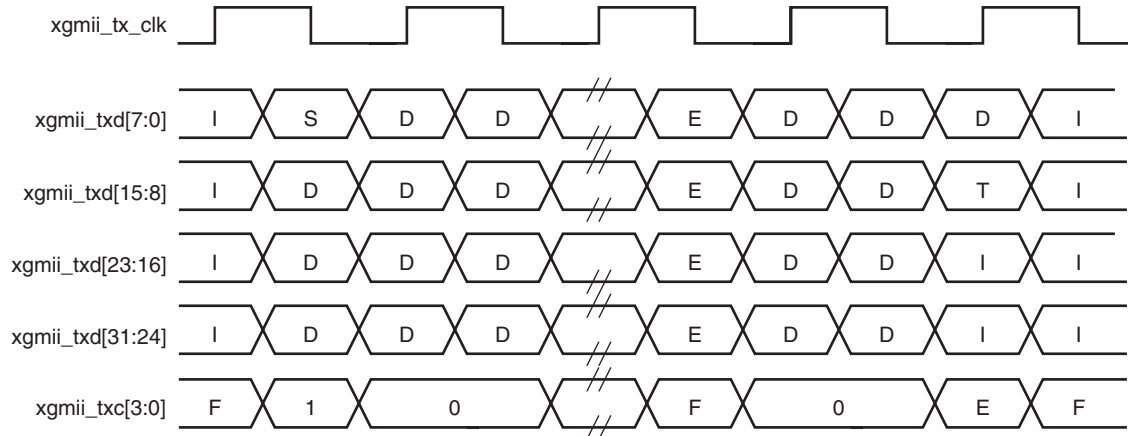 xgmii_tx_clk
xgmii_txd[7:0] I S D D E D D D I
xgmii_txd[15:8] I D D D E D D T I
xgmii_txd[23:16] I D D D E D D I I
xgmii_txd[31:24] I D D D E D D I I
xgmii_txc[3:0] F 1 0 F 0 E F